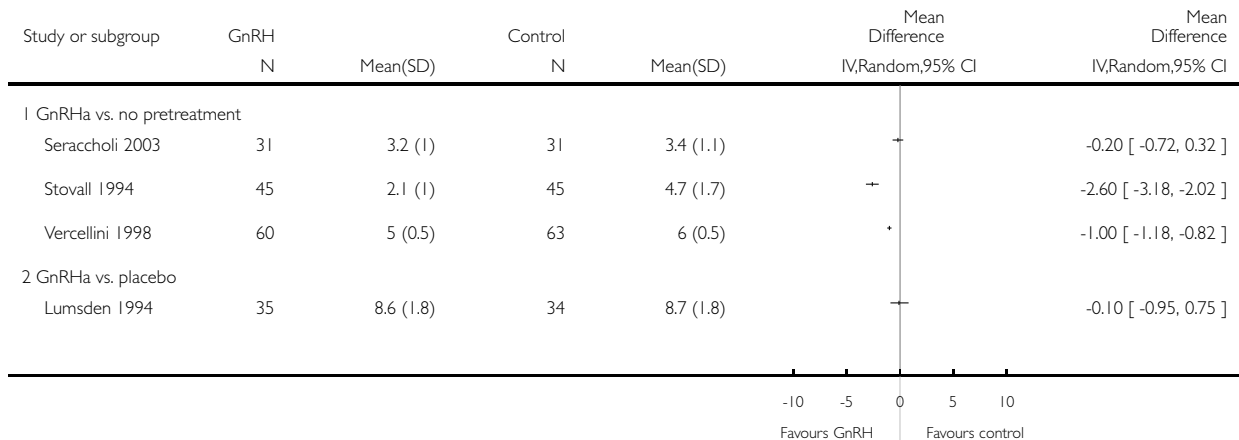 Study or subgroup GnRH Control Mean Difference Mean Difference
N Mean(SD) N Mean(SD) IV,Random,95% CI IV,Random,95% CI
1 GnRHa vs. no pretreatment
Seraccholi 2003 31 3.2 (1) 31 3.4 (1.1) -0.20 [ -0.72, 0.32 ]
Stovall 1994 45 2.1 (1) 45 4.7 (1.7) -2.60 [ -3.18, -2.02 ]
Vercellini 1998 60 5 (0.5) 63 6 (0.5) -1.00 [ -1.18, -0.82 ]
2 GnRHa vs. placebo
Lumsden 1994 35 8.6 (1.8) 34 8.7 (1.8) -0.10 [ -0.95, 0.75 ]
-10 -5 0 5 10
Favours GnRH Favours control